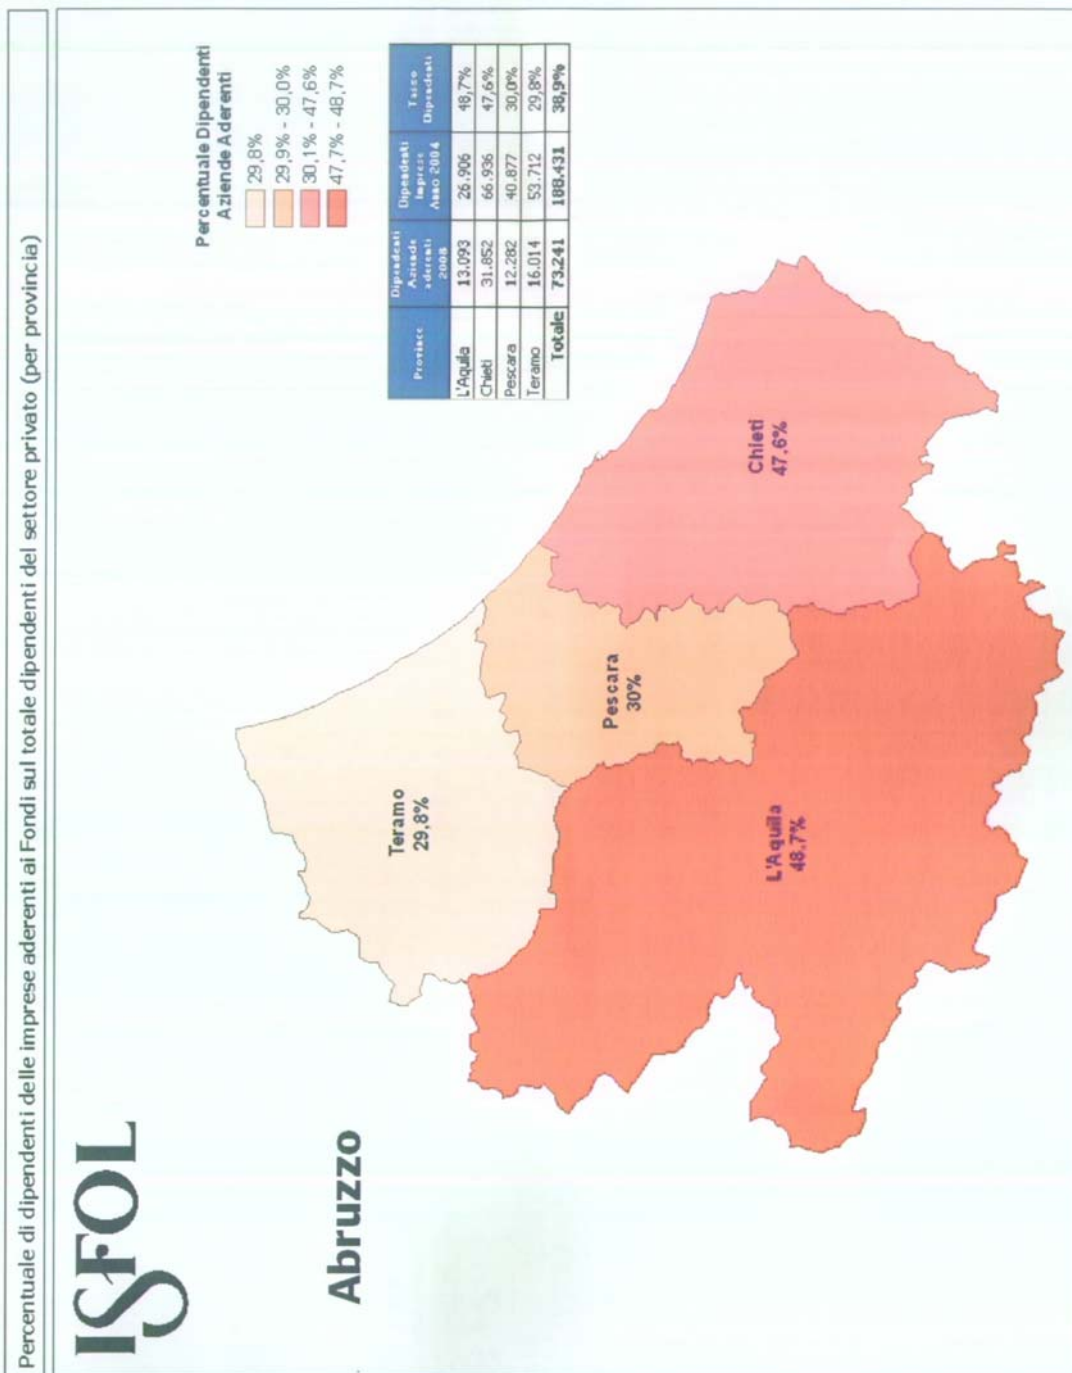 Percentuale di dipendenti delle imprese aderenti ai Fondi sul totale dipendenti del settore privato (per provincia)
ISFOL
Abruzzo
Percentuale Dipendenti
Aziende Aderenti
29,8%
29,9% - 30,0%
30,1% - 47,6%
47,7% - 48,7%
Province Dipendenti Aziende aderenti 2008 Dipendenti Imprese Anno 2004 Tasso Dipendenti
L'Aquila 13.093 26.906 48,7%
Chieti 31.852 66.936 47,6%
Pescara 12.282 40.877 30,0%
Teramo 16.014 53.712 29,8%
Totale 73.241 188.431 38,9%
Teramo
29,8%
Pescara
30%
Chieti
47,6%
L'Aquila
48,7%